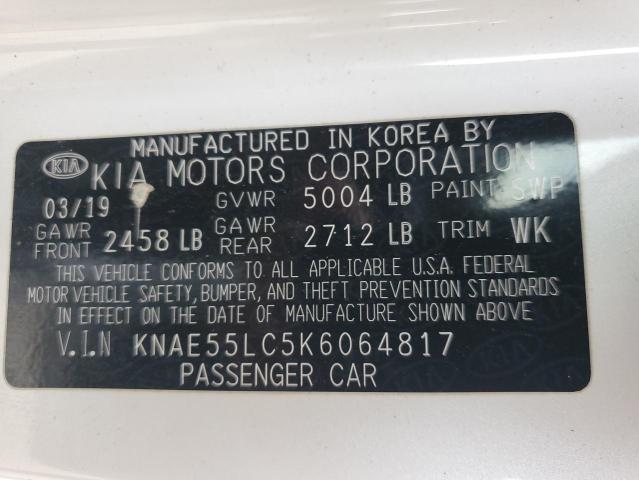 MANUFACTURED IN KOREA BY
KIA KIA MOTORS CORPORATION
03/19 GVWR 5004 LB PAINT SWP
GAWR FRONT 2458 LB GAWR REAR 2712 LB TRIM WK
THIS VEHICLE CONFORMS TO ALL APPLICABLE U.S.A. FEDERAL
MOTOR VEHICLE SAFETY, BUMPER, AND THEFT PREVENTION STANDARDS
IN EFFECT ON THE DATE OF MANUFACTURE SHOWN ABOVE
V.I.N KNAE55LC5K6064817
PASSENGER CAR